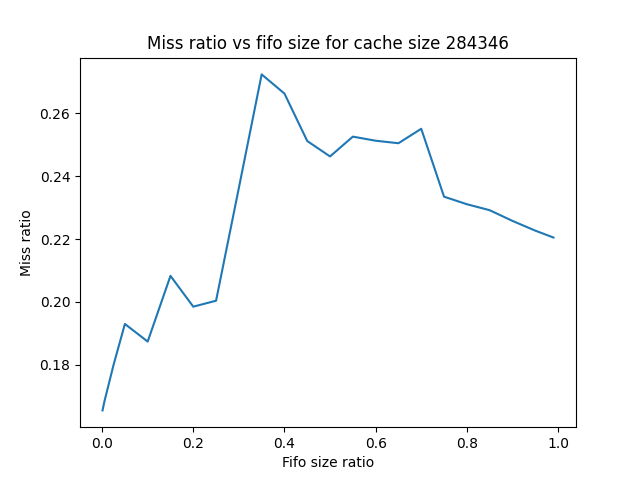 Miss ratio vs fifo size for cache size 284346
0.26
0.24
0.22
0.20
0.18
Miss ratio
0.0 0.2 0.4 0.6 0.8 1.0
Fifo size ratio